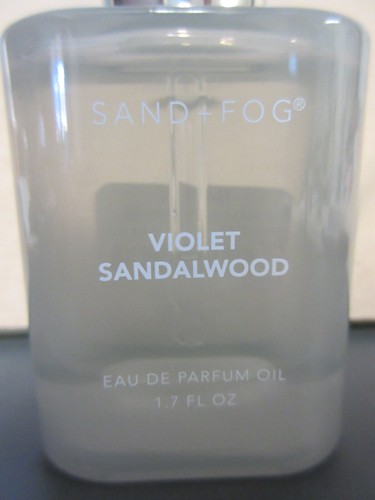 SAND+FOG®
VIOLET
SANDALWOOD
EAU DE PARFUM OIL
1.7 FL OZ